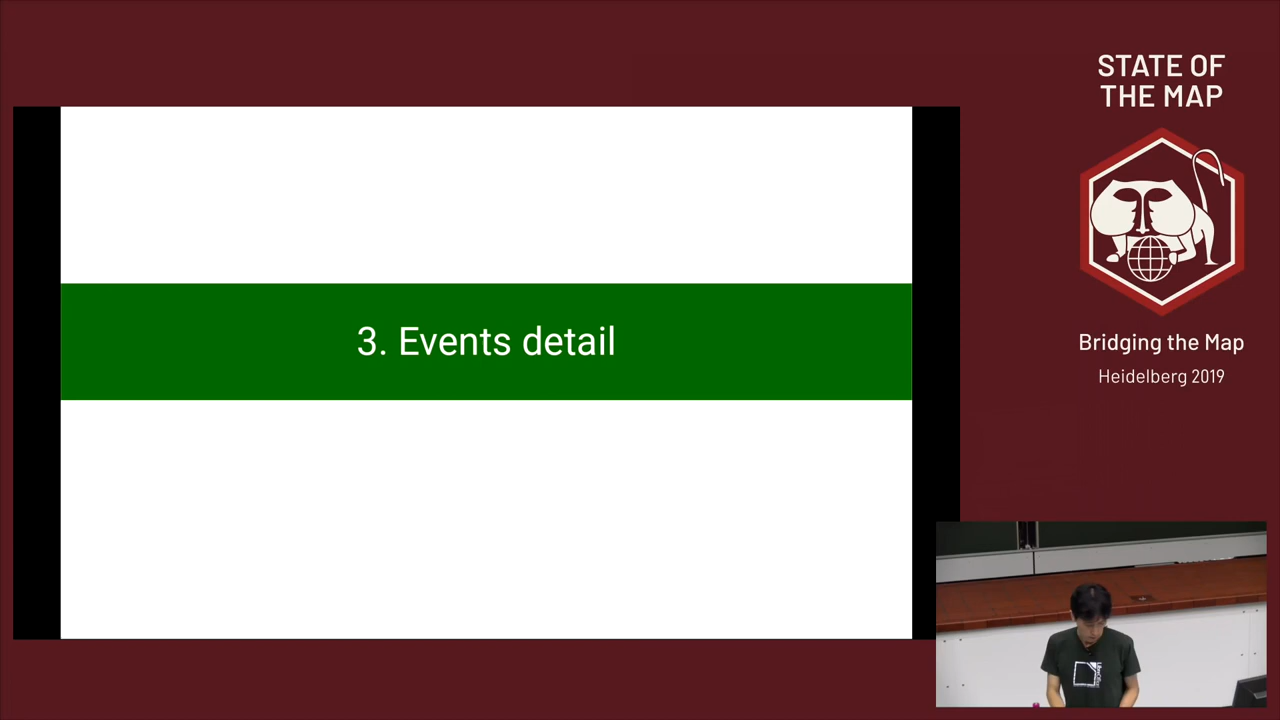 STATE OF
THE MAP
3. Events detail
Bridging the Map
Heidelberg 2019